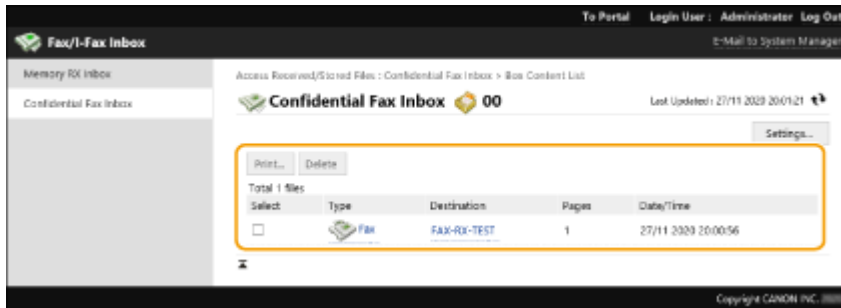 To Portal Login User : Administrator Log Out
Fax/I-Fax Inbox
E-Mail to System Manager
Memory RX Inbox
Confidential Fax Inbox
Access Received/Stored Files : Confidential Fax Inbox > Box Content List
Confidential Fax Inbox 00
Last Updated : 27/11 2020 20:01:21
Settings...
Print... Delete
Total 1 files
Select Type Destination Pages Date/Time
Fax FAX-RX-TEST 1 27/11 2020 20:00:56
Copyright CANON INC.